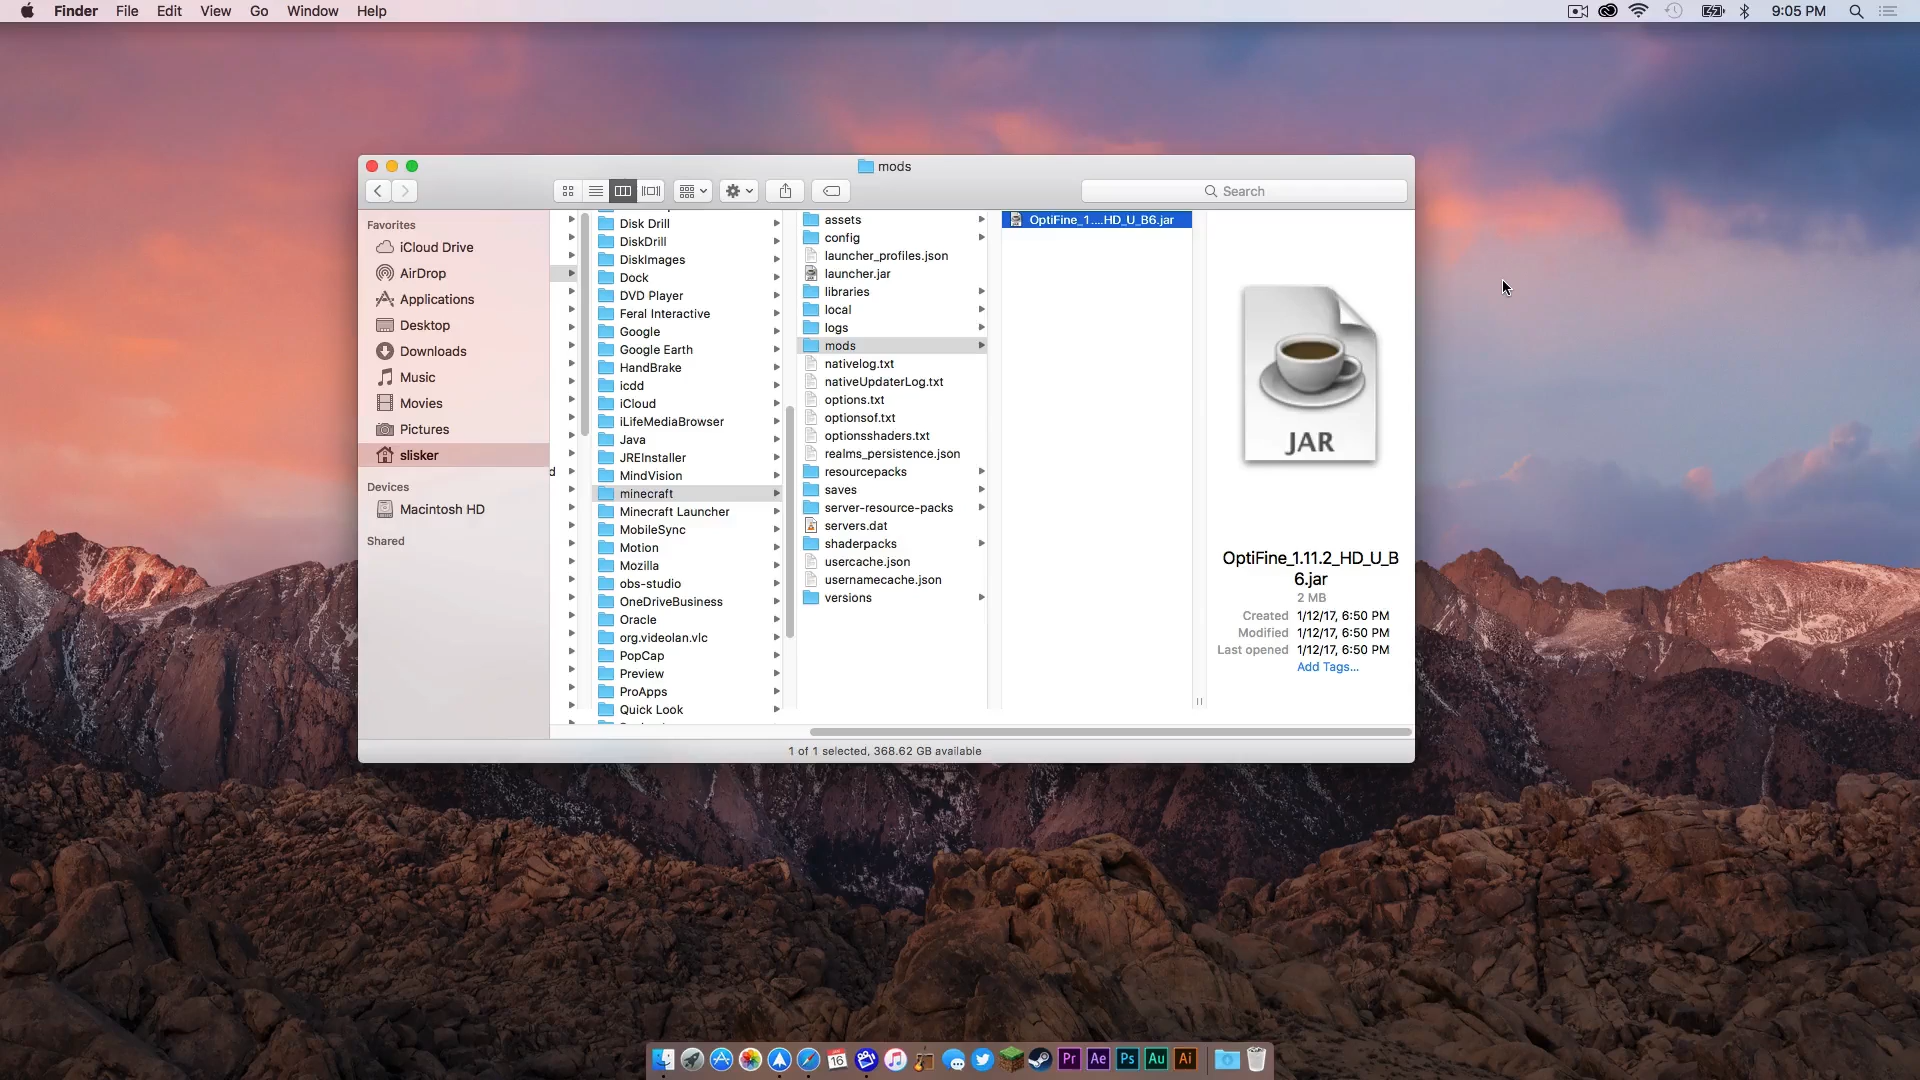 Finder File Edit View Go Window Help 9:05 PM
mods
Search
Favorites
iCloud Drive
AirDrop
Applications
Desktop
Downloads
Music
Movies
Pictures
slisker
Devices
Macintosh HD
Shared
d
Disk Drill
DiskDrill
DiskImages
Dock
DVD Player
Feral Interactive
Google
Google Earth
HandBrake
icdd
iCloud
iLifeMediaBrowser
Java
JREInstaller
MindVision
minecraft
Minecraft Launcher
MobileSync
Motion
Mozilla
obs-studio
OneDriveBusiness
Oracle
org.videolan.vlc
PopCap
Preview
ProApps
Quick Look
assets
config
launcher_profiles.json
launcher.jar
libraries
local
logs
mods
nativelog.txt
nativeUpdaterLog.txt
options.txt
optionsof.txt
optionsshaders.txt
realms_persistence.json
resourcepacks
saves
server-resource-packs
servers.dat
shaderpacks
usercache.json
usernamecache.json
versions
OptiFine_1....HD_U_B6.jar
JAR
OptiFine_1.11.2_HD_U_B
6.jar
2 MB
Created 1/12/17, 6:50 PM
Modified 1/12/17, 6:50 PM
Last opened 1/12/17, 6:50 PM
Add Tags...
1 of 1 selected, 368.62 GB available
16 Pr Ae Ps Au Ai